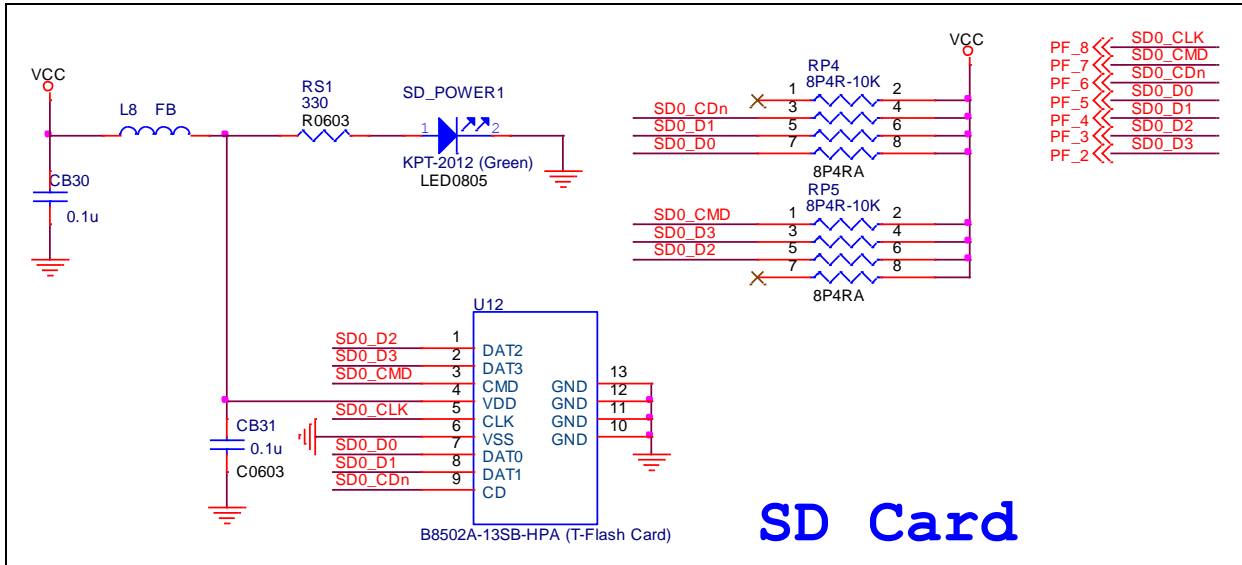 VCC
L8 FB
CB30
0.1u
RS1
330
R0603
SD_POWER1
1 2
KPT-2012 (Green)
LED0805
CB31
0.1u
C0603
VCC
RP4
8P4R-10K
1 2
SD0_CDn 3 4
SD0_D1 5 6
SD0_D0 7 8
8P4RA
RP5
8P4R-10K
SD0_CMD 1 2
SD0_D3 3 4
SD0_D2 5 6
7 8
8P4RA
PF_8 SD0_CLK
PF_7 SD0_CMD
PF_6 SD0_CDn
PF_5 SD0_D0
PF_4 SD0_D1
PF_3 SD0_D2
PF_2 SD0_D3
U12
SD0_D2 1 DAT2
SD0_D3 2 DAT3
SD0_CMD 3 CMD GND 13
4 VDD GND 12
SD0_CLK 5 CLK GND 11
6 VSS GND 10
SD0_D0 7 DAT0
SD0_D1 8 DAT1
SD0_CDn 9 CD
B8502A-13SB-HPA (T-Flash Card)
SD Card